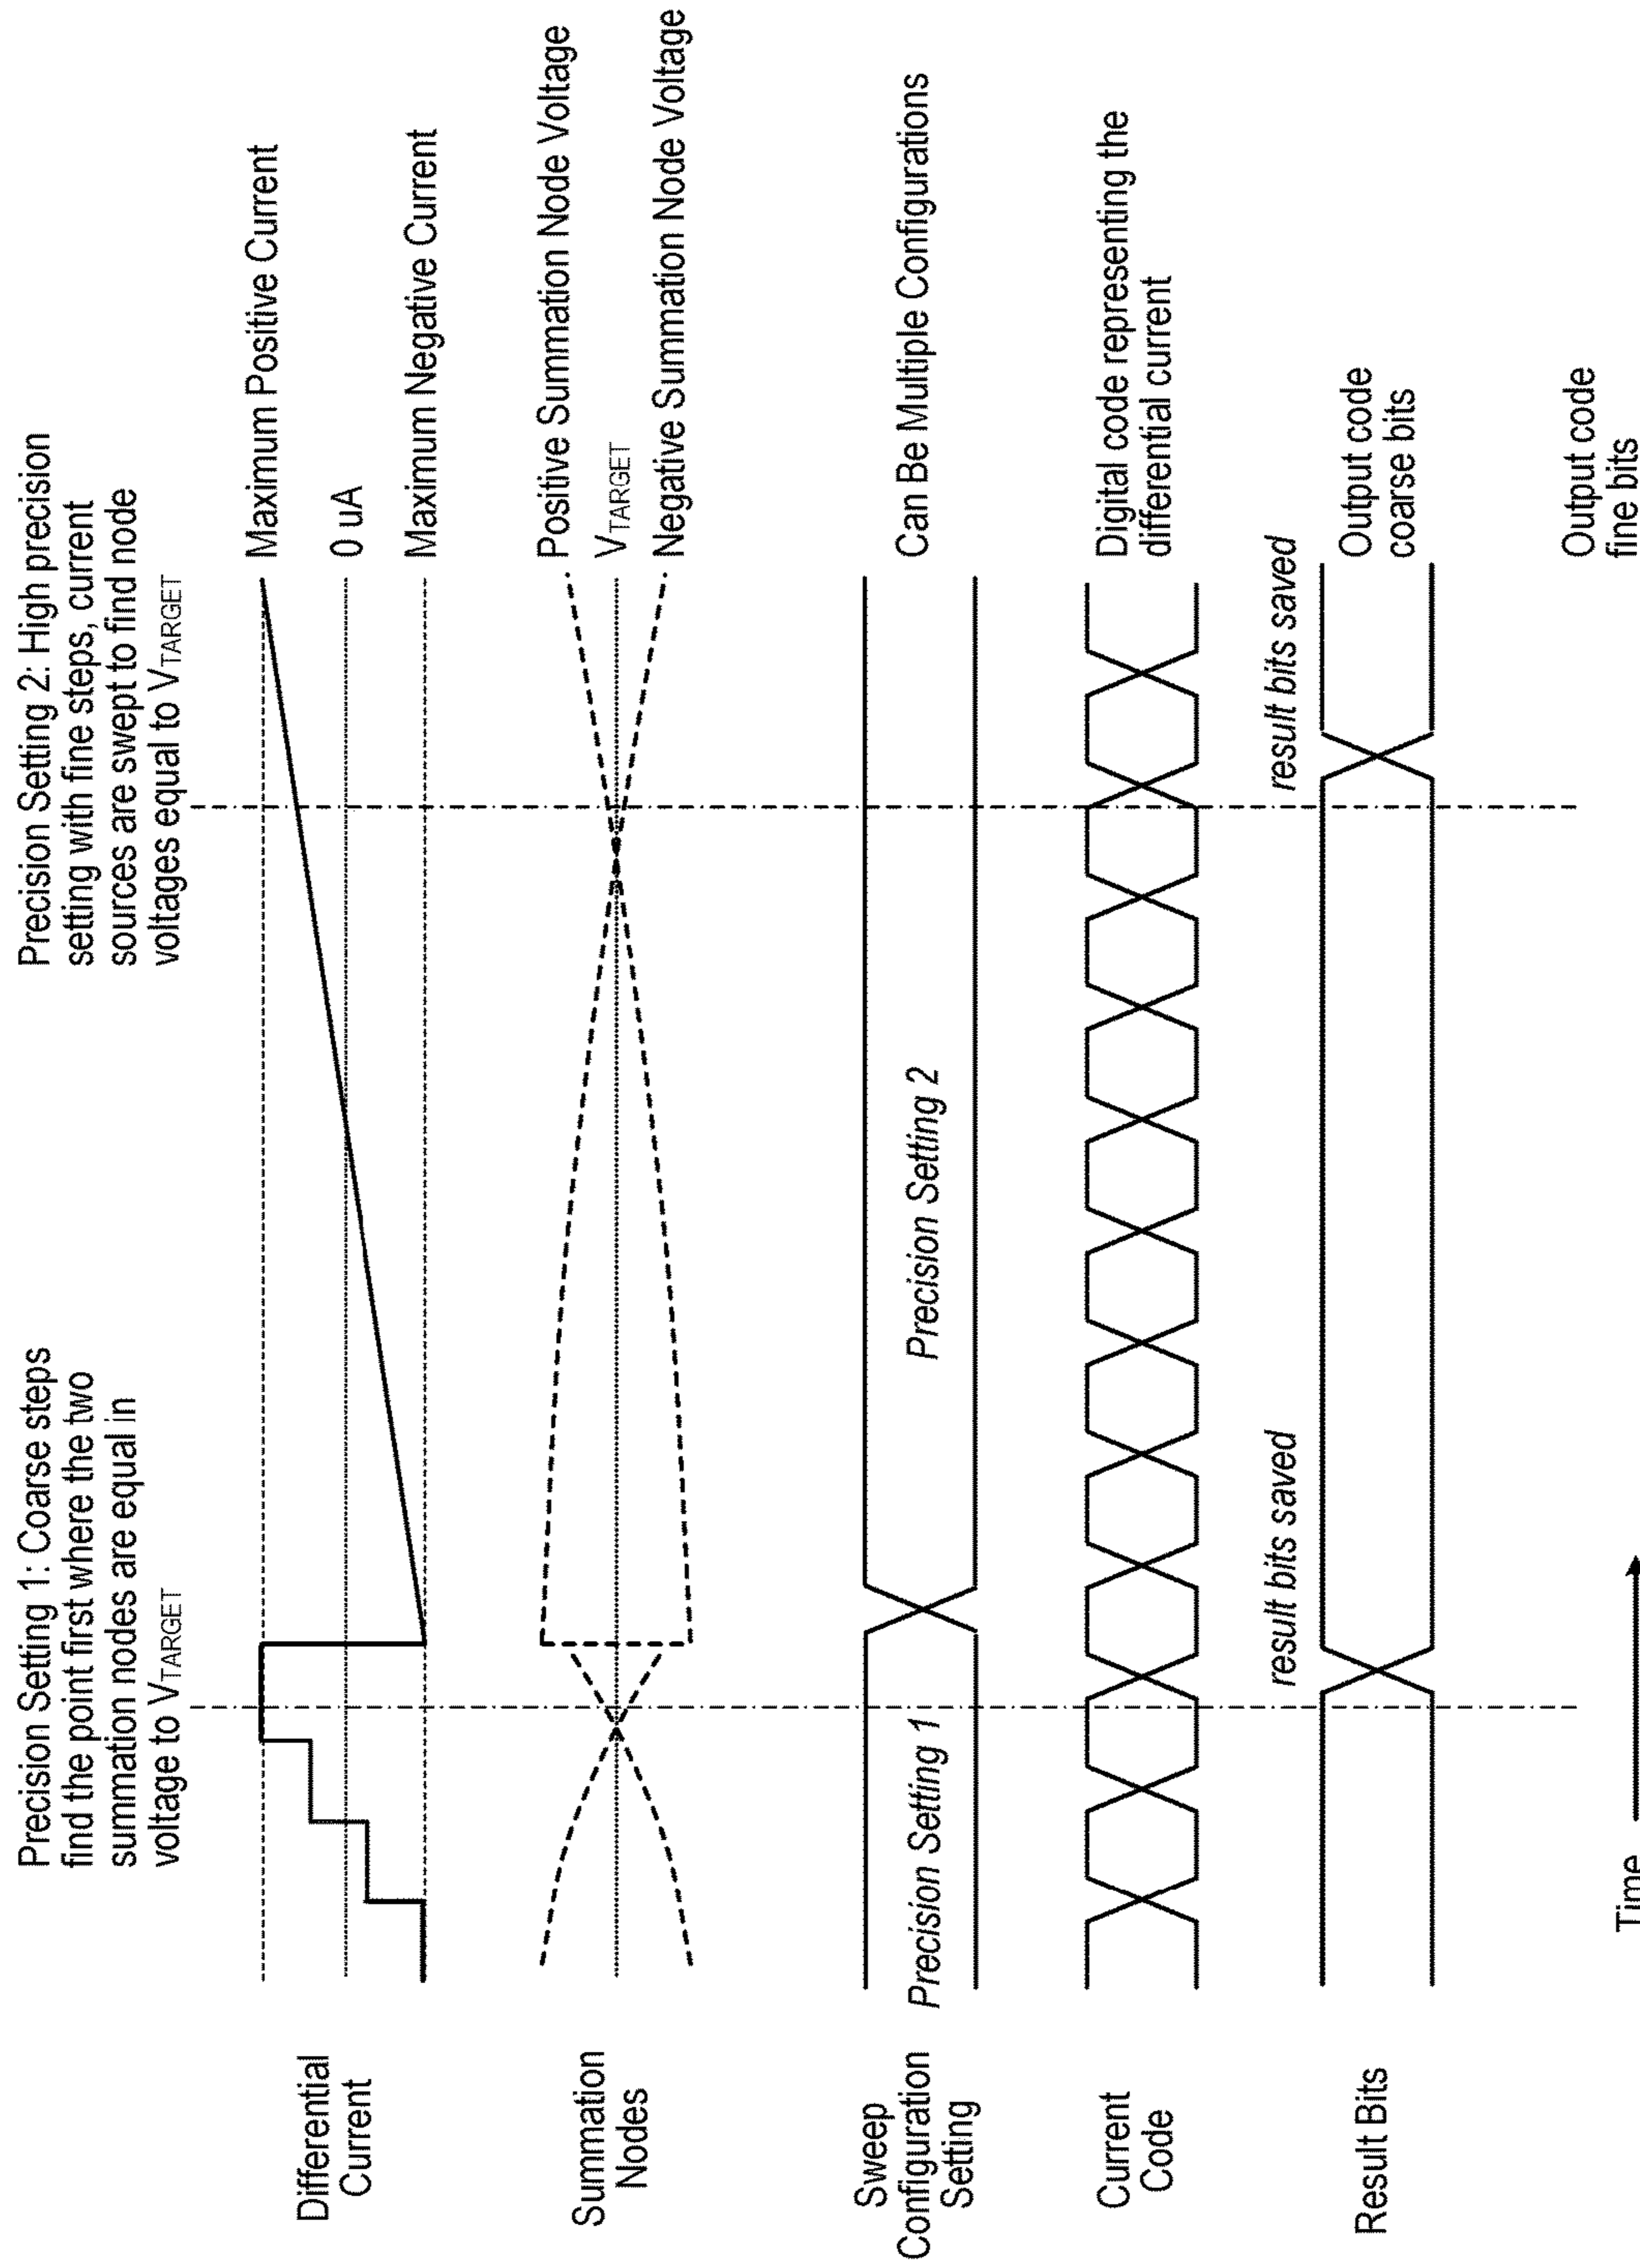 Precision Setting 1: Coarse steps
find the point first where the two
summation nodes are equal in
voltage to VTARGET
Precision Setting 2: High precision
setting with fine steps, current
sources are swept to find node
voltages equal to VTARGET
Differential
Current
Maximum Positive Current
0 uA
Maximum Negative Current
Summation
Nodes
Positive Summation Node Voltage
VTARGET
Negative Summation Node Voltage
Sweep
Configuration
Setting
Precision Setting 1
Precision Setting 2
Can Be Multiple Configurations
Current
Code
Digital code representing the
differential current
Result Bits
result bits saved
result bits saved
Output code
coarse bits
Output code
fine bits
Time